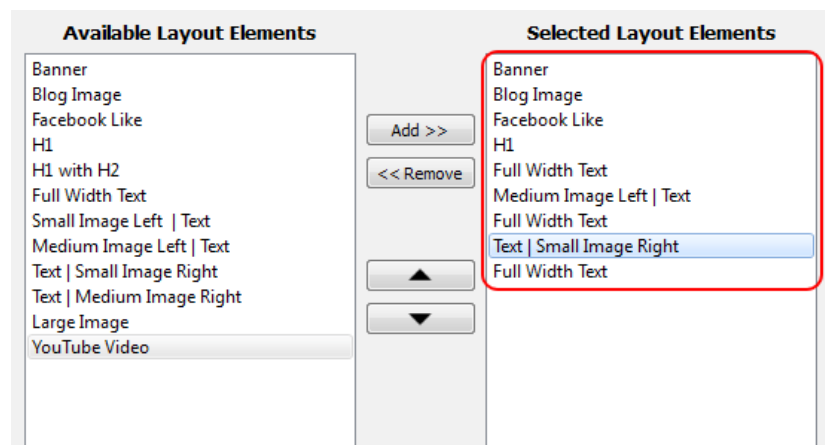 Available Layout Elements
Banner
Blog Image
Facebook Like
H1
H1 with H2
Full Width Text
Small Image Left  | Text
Medium Image Left | Text
Text | Small Image Right
Text | Medium Image Right
Large Image
YouTube Video
Add >>
<< Remove
Selected Layout Elements
Banner
Blog Image
Facebook Like
H1
Full Width Text
Medium Image Left | Text
Full Width Text
Text | Small Image Right
Full Width Text